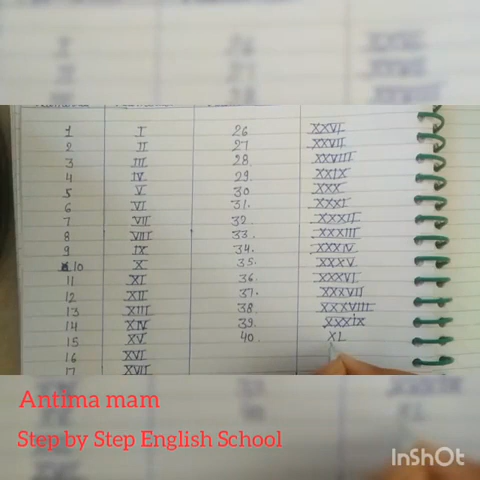 1 I 26 XXVI
2 II 27 XXVII
3 III 28. XXVIII
4 IV 29. XXIX
5 V 30 XXX
6 VI 31. XXXI
7 VII 32. XXXII
8 VIII 33. XXXIII
9 IX 34. XXXIV
10 X 35. XXXV
11 XI 36. XXXVI
12 XII 37. XXXVII
13 XIII 38. XXXVIII
14 XIV 39. XXXIX
15 XV 40. XL
16 XVI
17 XVII
Antima mam
Step by Step English School
InShOt